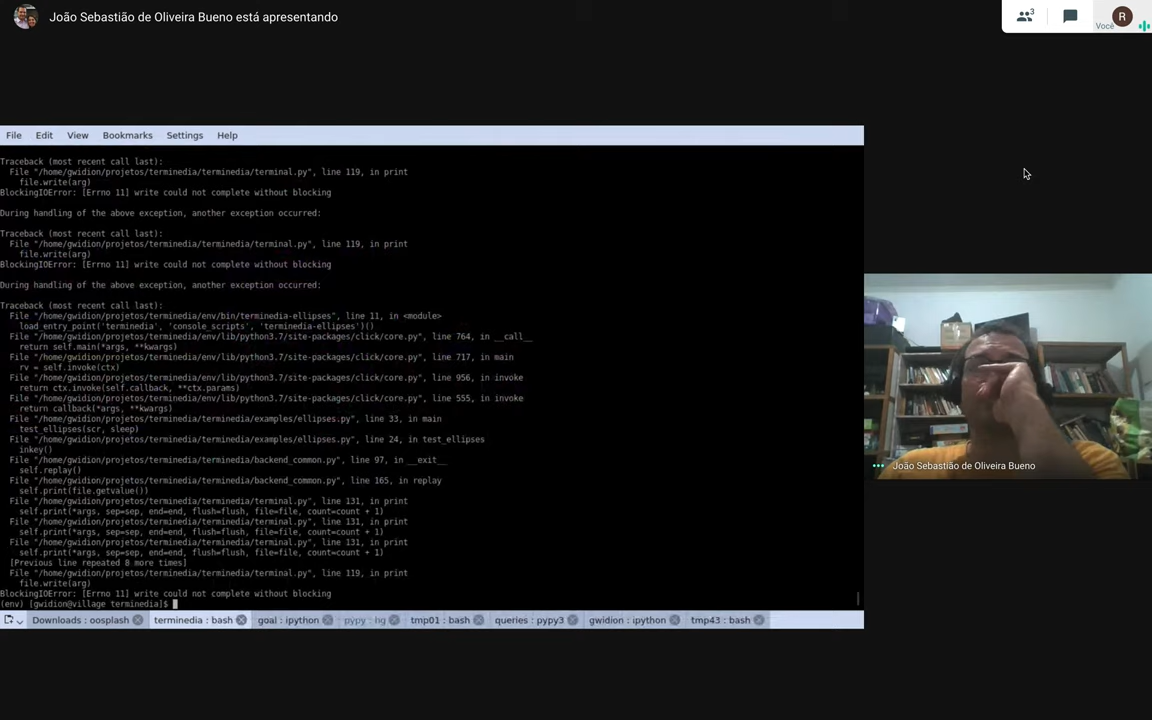 João Sebastião de Oliveira Bueno está apresentando
3
Você
R
File Edit View Bookmarks Settings Help
Traceback (most recent call last):
File "/home/gwidion/projetos/terminedia/terminedia/terminal.py", line 119, in print
file.write(arg)
BlockingIOError: [Errno 11] write could not complete without blocking
During handling of the above exception, another exception occurred:
Traceback (most recent call last):
File "/home/gwidion/projetos/terminedia/terminedia/terminal.py", line 119, in print
file.write(arg)
BlockingIOError: [Errno 11] write could not complete without blocking
During handling of the above exception, another exception occurred:
Traceback (most recent call last):
File "/home/gwidion/projetos/terminedia/env/bin/terminedia-ellipses", line 11, in <module>
load_entry_point('terminedia', 'console_scripts', 'terminedia-ellipses')()
File "/home/gwidion/projetos/terminedia/env/lib/python3.7/site-packages/click/core.py", line 764, in __call__
return self.main(*args, **kwargs)
File "/home/gwidion/projetos/terminedia/env/lib/python3.7/site-packages/click/core.py", line 717, in main
rv = self.invoke(ctx)
File "/home/gwidion/projetos/terminedia/env/lib/python3.7/site-packages/click/core.py", line 956, in invoke
return ctx.invoke(self.callback, **ctx.params)
File "/home/gwidion/projetos/terminedia/env/lib/python3.7/site-packages/click/core.py", line 555, in invoke
return callback(*args, **kwargs)
File "/home/gwidion/projetos/terminedia/terminedia/examples/ellipses.py", line 33, in main
test_ellipses(scr, sleep)
File "/home/gwidion/projetos/terminedia/terminedia/examples/ellipses.py", line 24, in test_ellipses
inkey()
File "/home/gwidion/projetos/terminedia/terminedia/backend_common.py", line 97, in __exit__
self.replay()
File "/home/gwidion/projetos/terminedia/terminedia/backend_common.py", line 165, in replay
self.print(file.getvalue())
File "/home/gwidion/projetos/terminedia/terminedia/terminal.py", line 131, in print
self.print(*args, sep=sep, end=end, flush=flush, file=file, count=count + 1)
File "/home/gwidion/projetos/terminedia/terminedia/terminal.py", line 131, in print
self.print(*args, sep=sep, end=end, flush=flush, file=file, count=count + 1)
File "/home/gwidion/projetos/terminedia/terminedia/terminal.py", line 131, in print
self.print(*args, sep=sep, end=end, flush=flush, file=file, count=count + 1)
[Previous line repeated 8 more times]
File "/home/gwidion/projetos/terminedia/terminedia/terminal.py", line 119, in print
file.write(arg)
BlockingIOError: [Errno 11] write could not complete without blocking
(env) [gwidion@village terminedia]$
Downloads : oosplash terminedia : bash goal : ipython pypy : hg tmp01 : bash queries : pypy3 gwidion : ipython tmp43 : bash
João Sebastião de Oliveira Bueno